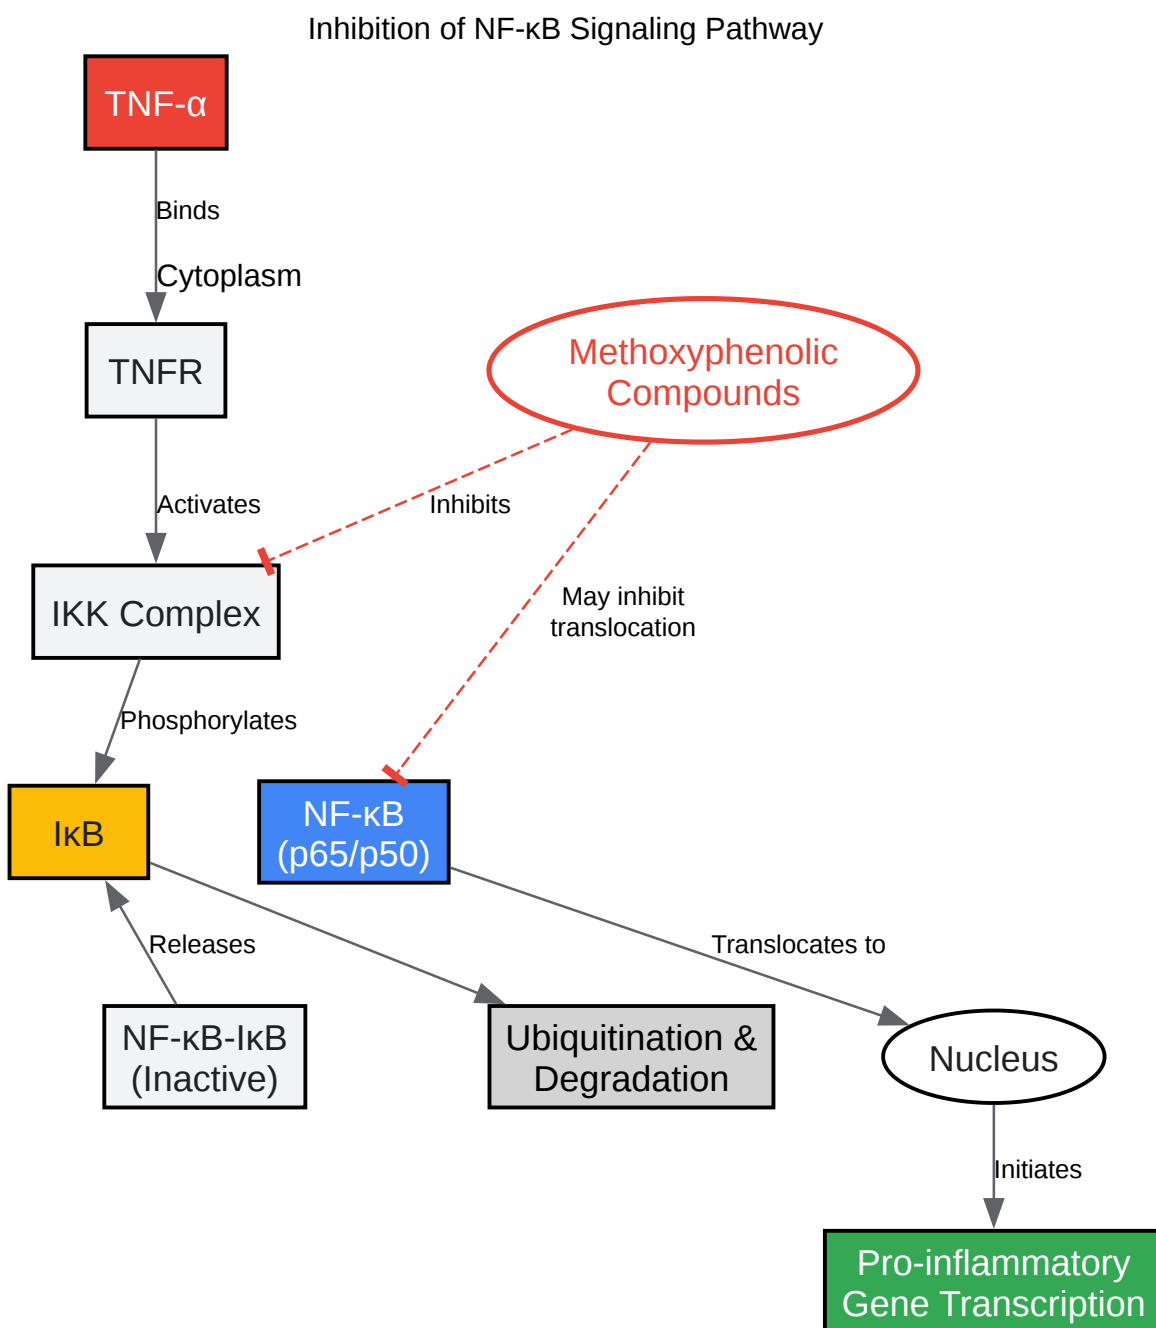 Inhibition of NF-κB Signaling Pathway
TNF-α
Binds
Cytoplasm
TNFR
Methoxyphenolic
Compounds
Activates
Inhibits
IKK Complex
May inhibit
translocation
Phosphorylates
IκB
NF-κB
(p65/p50)
Releases
Translocates to
NF-κB-IκB
(Inactive)
Ubiquitination &
Degradation
Nucleus
Initiates
Pro-inflammatory
Gene Transcription